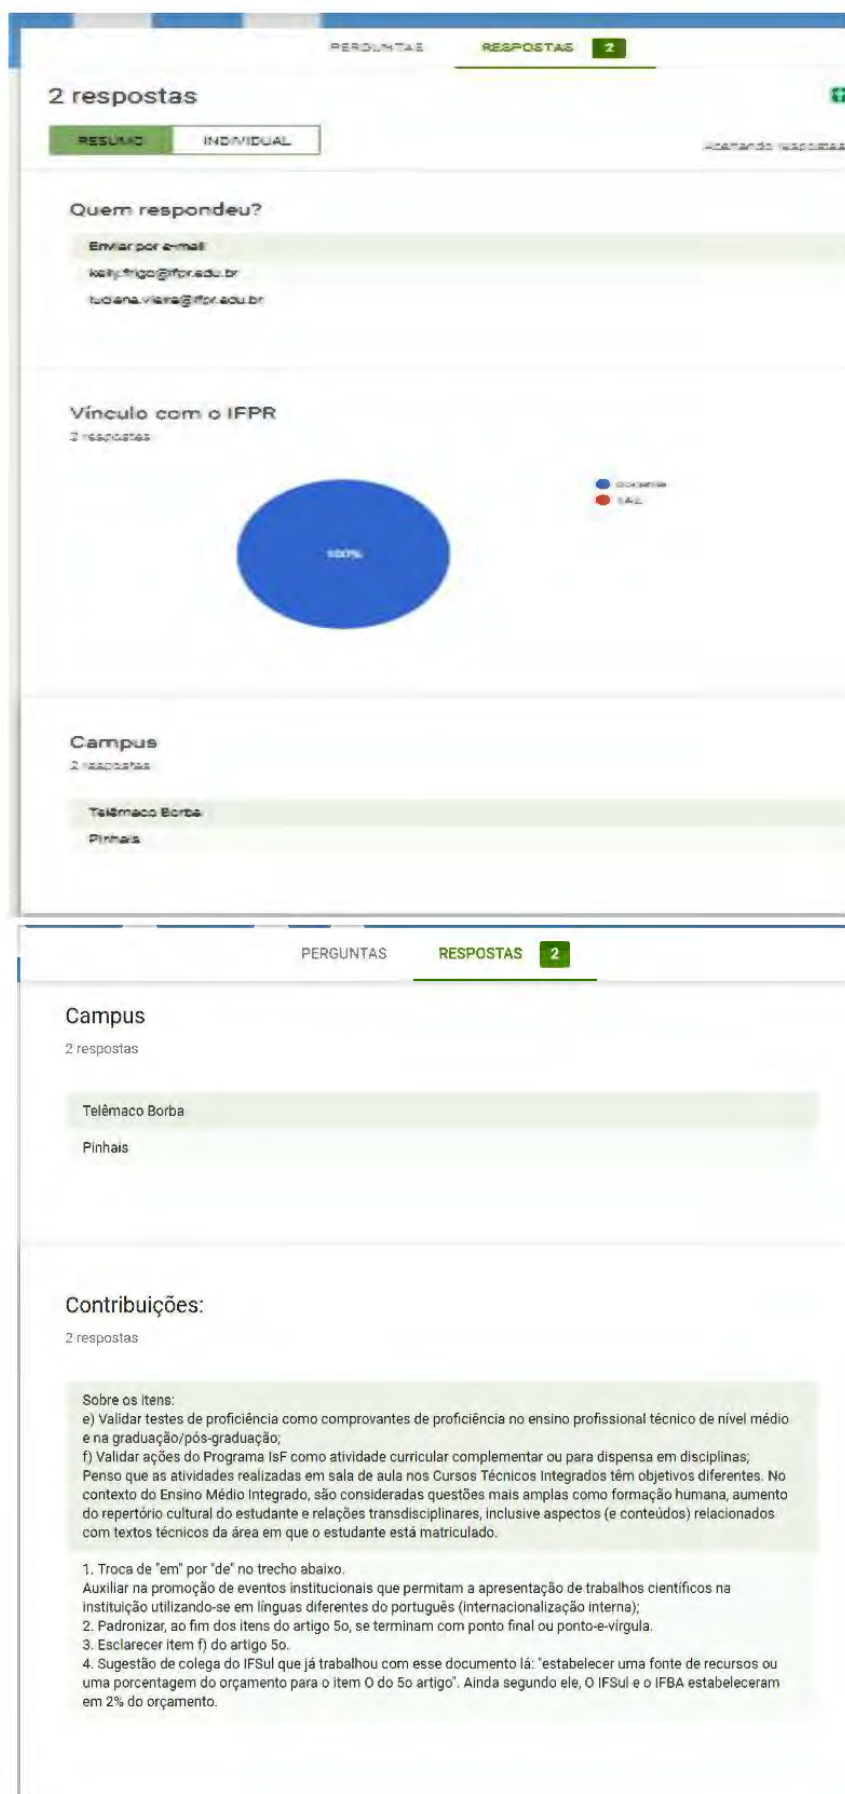 PERGUNTAS RESPOSTAS 2
2 respostas
RESUMO INDIVIDUAL
Aceitando respostas
Quem respondeu?
Enviar por e-mail
kelly.frigo@ifpr.edu.br
luciana.vieira@ifpr.edu.br
Vínculo com o IFPR
2 respostas
100%
Docente
TAE
Campus
2 respostas
Telêmaco Borba
Pinhais
PERGUNTAS RESPOSTAS 2
Campus
2 respostas
Telêmaco Borba
Pinhais
Contribuições:
2 respostas
Sobre os itens:
e) Validar testes de proficiência como comprovantes de proficiência no ensino profissional técnico de nível médio
e na graduação/pós-graduação;
f) Validar ações do Programa IsF como atividade curricular complementar ou para dispensa em disciplinas;
Penso que as atividades realizadas em sala de aula nos Cursos Técnicos Integrados têm objetivos diferentes. No
contexto do Ensino Médio Integrado, são consideradas questões mais amplas como formação humana, aumento
do repertório cultural do estudante e relações transdisciplinares, inclusive aspectos (e conteúdos) relacionados
com textos técnicos da área em que o estudante está matriculado.
1. Troca de "em" por "de" no trecho abaixo.
Auxiliar na promoção de eventos institucionais que permitam a apresentação de trabalhos científicos na
instituição utilizando-se em línguas diferentes do português (internacionalização interna);
2. Padronizar, ao fim dos itens do artigo 5o, se terminam com ponto final ou ponto-e-vírgula.
3. Esclarecer item f) do artigo 5o.
4. Sugestão de colega do IFSul que já trabalhou com esse documento lá: "estabelecer uma fonte de recursos ou
uma porcentagem do orçamento para o item O do 5o artigo". Ainda segundo ele, O IFSul e o IFBA estabeleceram
em 2% do orçamento.